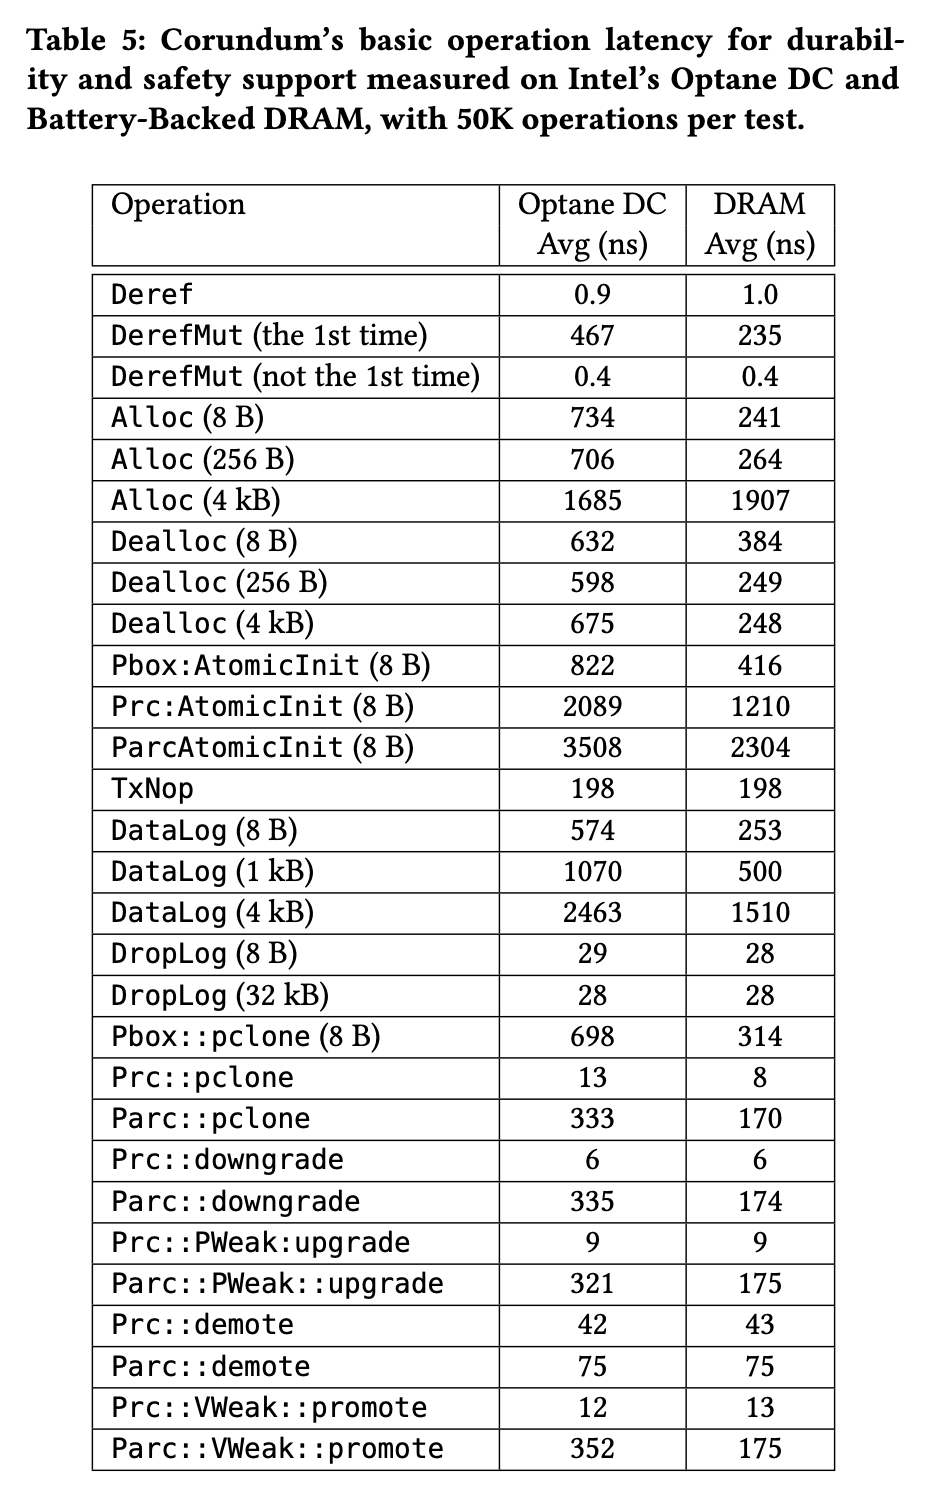 Table 5: Corundum's basic operation latency for durabil-
ity and safety support measured on Intel's Optane DC and
Battery-Backed DRAM, with 50K operations per test.
Operation Optane DC DRAM
Avg (ns) Avg (ns)
Deref 0.9 1.0
DerefMut (the 1st time) 467 235
DerefMut (not the 1st time) 0.4 0.4
Alloc (8 B) 734 241
Alloc (256 B) 706 264
Alloc (4 kB) 1685 1907
Dealloc (8 B) 632 384
Dealloc (256 B) 598 249
Dealloc (4 kB) 675 248
Pbox:AtomicInit (8 B) 822 416
Prc:AtomicInit (8 B) 2089 1210
ParcAtomicInit (8 B) 3508 2304
TxNop 198 198
DataLog (8 B) 574 253
DataLog (1 kB) 1070 500
DataLog (4 kB) 2463 1510
DropLog (8 B) 29 28
DropLog (32 kB) 28 28
Pbox::pclone (8 B) 698 314
Prc::pclone 13 8
Parc::pclone 333 170
Prc::downgrade 6 6
Parc::downgrade 335 174
Prc::PWeak:upgrade 9 9
Parc::PWeak::upgrade 321 175
Prc::demote 42 43
Parc::demote 75 75
Prc::VWeak::promote 12 13
Parc::VWeak::promote 352 175